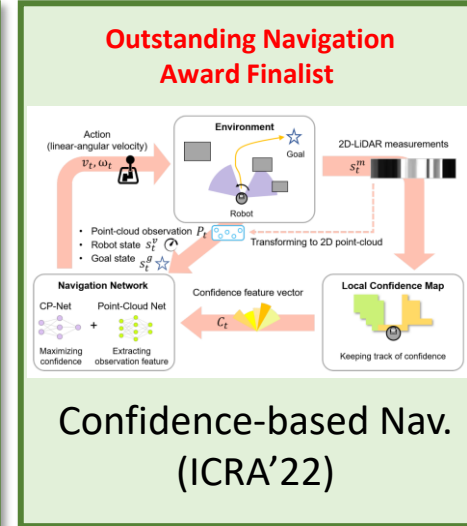 Outstanding Navigation
Award Finalist
Environment
Action
(linear-angular velocity)
v_t, ω_t
Goal
2D-LiDAR measurements
s_t^m
Robot
• Point-cloud observation P_t
• Robot state s_t^v
• Goal state s_t^g
Transforming to 2D point-cloud
Navigation Network
CP-Net
Point-Cloud Net
+
Maximizing
confidence
Extracting
observation feature
Confidence feature vector
C_t
Local Confidence Map
Keeping track of confidence
Confidence-based Nav.
(ICRA'22)